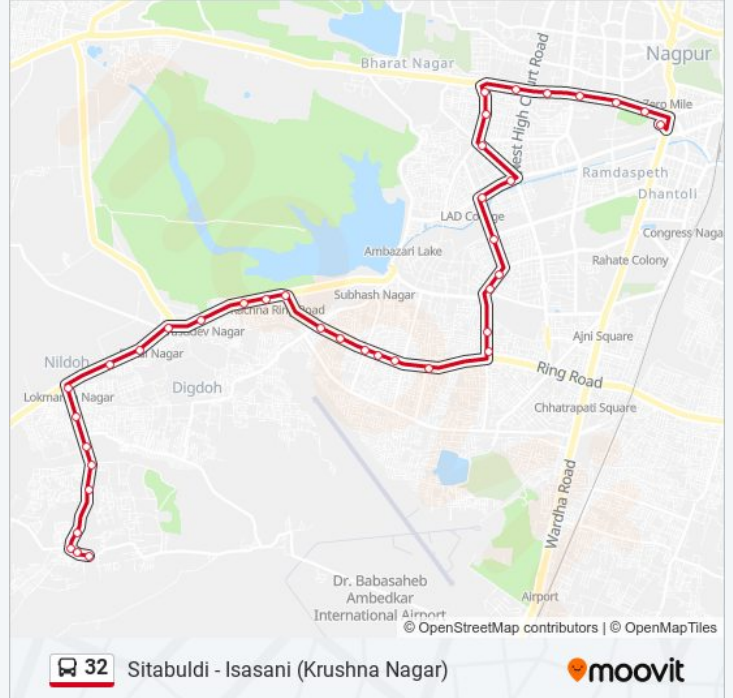 Nagpur
Bharat Nagar
Zero Mile
West High Court Road
Ramdaspeth
Dhantoli
LAD College
Congress Naga
Ambazari Lake
Rahate Colony
Subhash Nagar
Ring Road
Ajni Square
Nagar
Nagar
Nildoh
Ring Road
Digdoh
Nagar
Chhatrapati Square
Wardha Road
Dr. Babasaheb
Ambedkar
International Airport
Airport
© OpenStreetMap contributors | © OpenMapTiles
32 Sitabuldi - Isasani (Krushna Nagar)
moovit